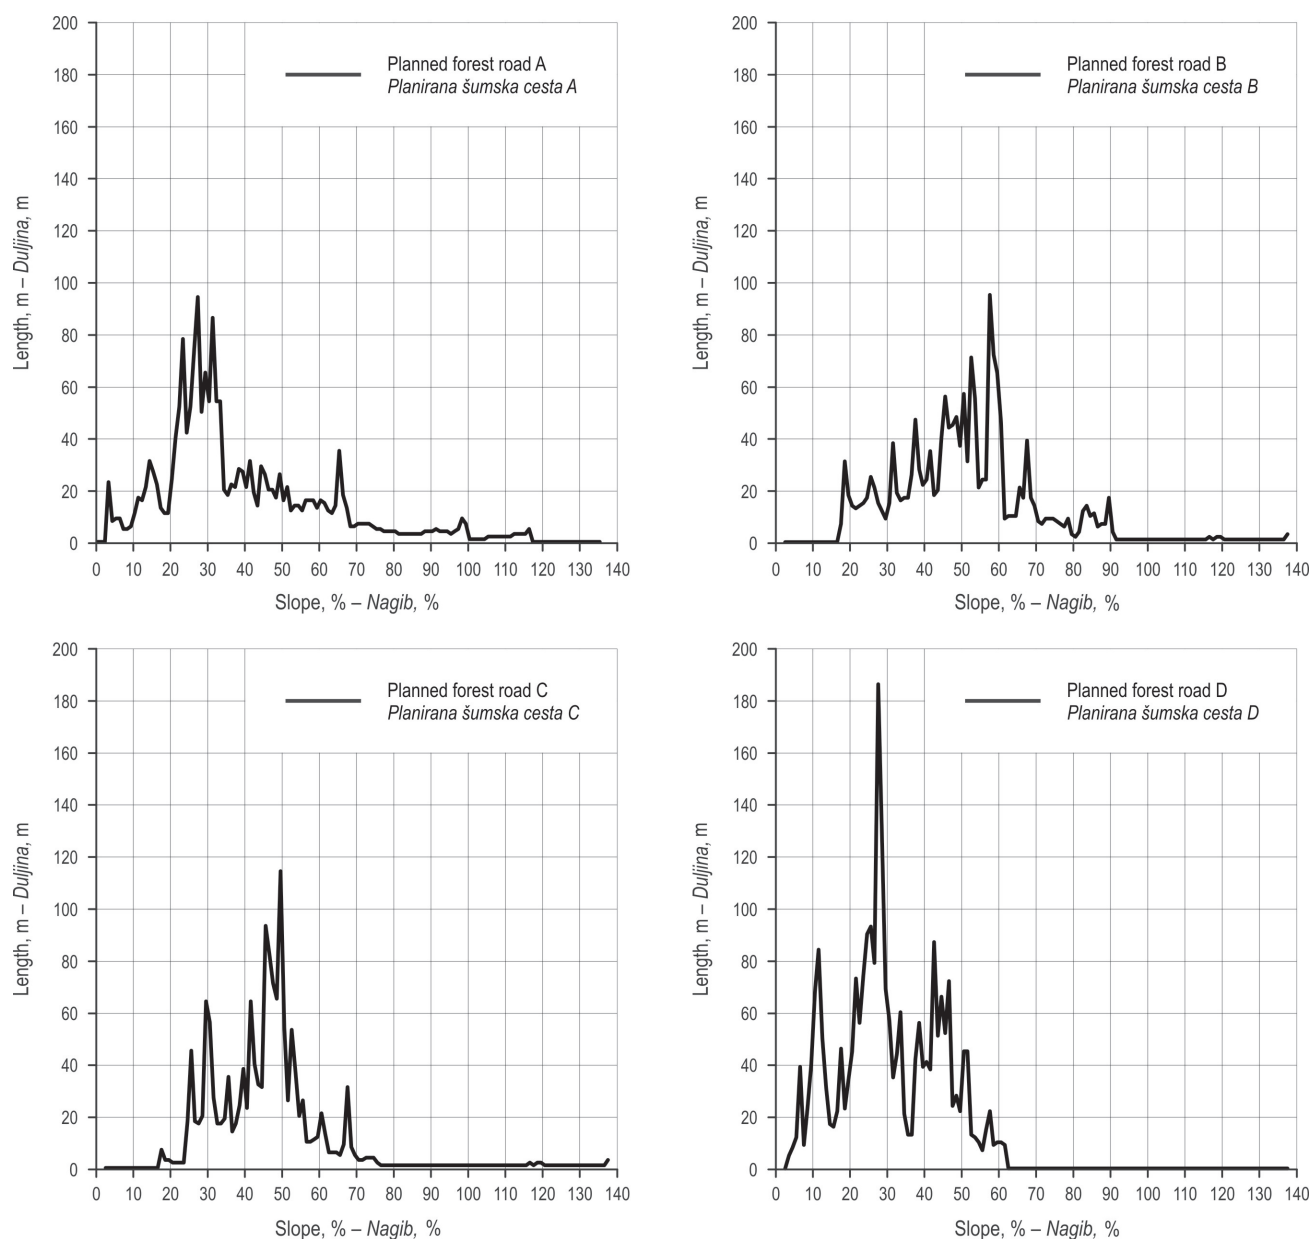 200
180
160
140
120
100
80
60
40
20
0
Length, m – Duljina, m
Planned forest road A
Planirana šumska cesta A
0 10 20 30 40 50 60 70 80 90 100 110 120 130 140
Slope, % – Nagib, %
200
180
160
140
120
100
80
60
40
20
0
Length, m – Duljina, m
Planned forest road B
Planirana šumska cesta B
0 10 20 30 40 50 60 70 80 90 100 110 120 130 140
Slope, % – Nagib, %
200
180
160
140
120
100
80
60
40
20
0
Length, m – Duljina, m
Planned forest road C
Planirana šumska cesta C
0 10 20 30 40 50 60 70 80 90 100 110 120 130 140
Slope, % – Nagib, %
200
180
160
140
120
100
80
60
40
20
0
Length, m – Duljina, m
Planned forest road D
Planirana šumska cesta D
0 10 20 30 40 50 60 70 80 90 100 110 120 130 140
Slope, % – Nagib, %